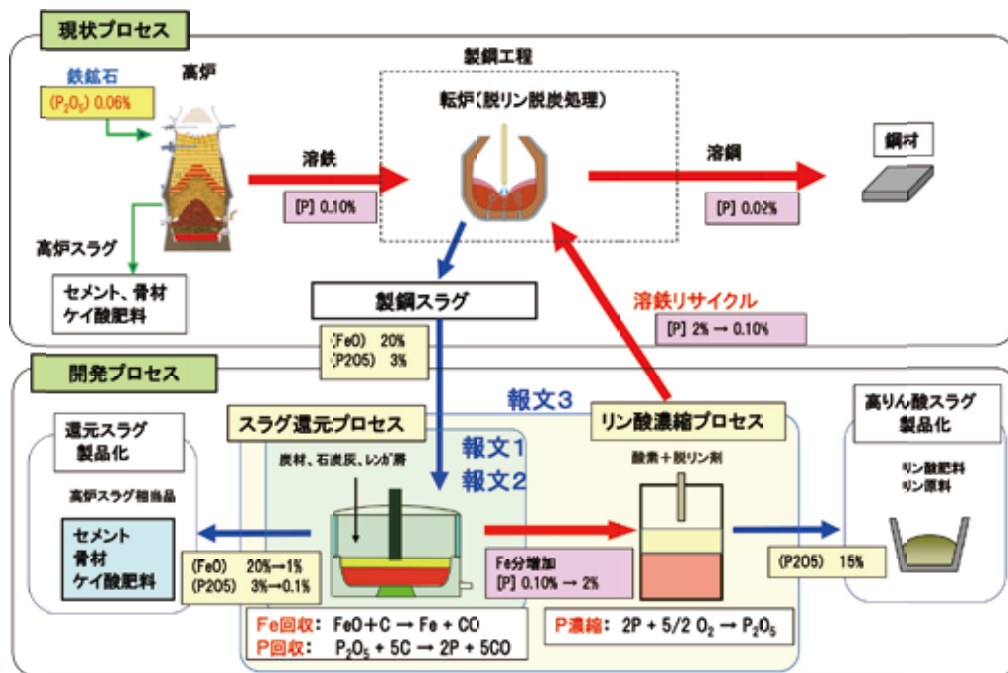 現状プロセス
鉄鉱石
(P₂O₅) 0.06%
高炉
製鋼工程
転炉(脱リン脱炭処理)
溶鉄
[P] 0.10%
溶鋼
[P] 0.02%
鋼材
高炉スラグ
セメント、骨材
ケイ酸肥料
製鋼スラグ
(FeO) 20%
(P2O5) 3%
溶鉄リサイクル
[P] 2% → 0.10%
開発プロセス
報文3
還元スラグ
製品化
高炉スラグ相当品
セメント
骨材
ケイ酸肥料
スラグ還元プロセス
炭材、石炭灰、レンガ屑
報文1
報文2
(FeO) 20%→1%
(P2O5) 3%→0.1%
Fe分増加
[P] 0.10% → 2%
リン酸濃縮プロセス
酸素+脱リン剤
高りん酸スラグ
製品化
リン酸肥料
リン原料
(P2O5) 15%
Fe回収: FeO+C → Fe + CO
P回収: P₂O₅ + 5C → 2P + 5CO
P濃縮: 2P + 5/2 O₂ → P₂O₅